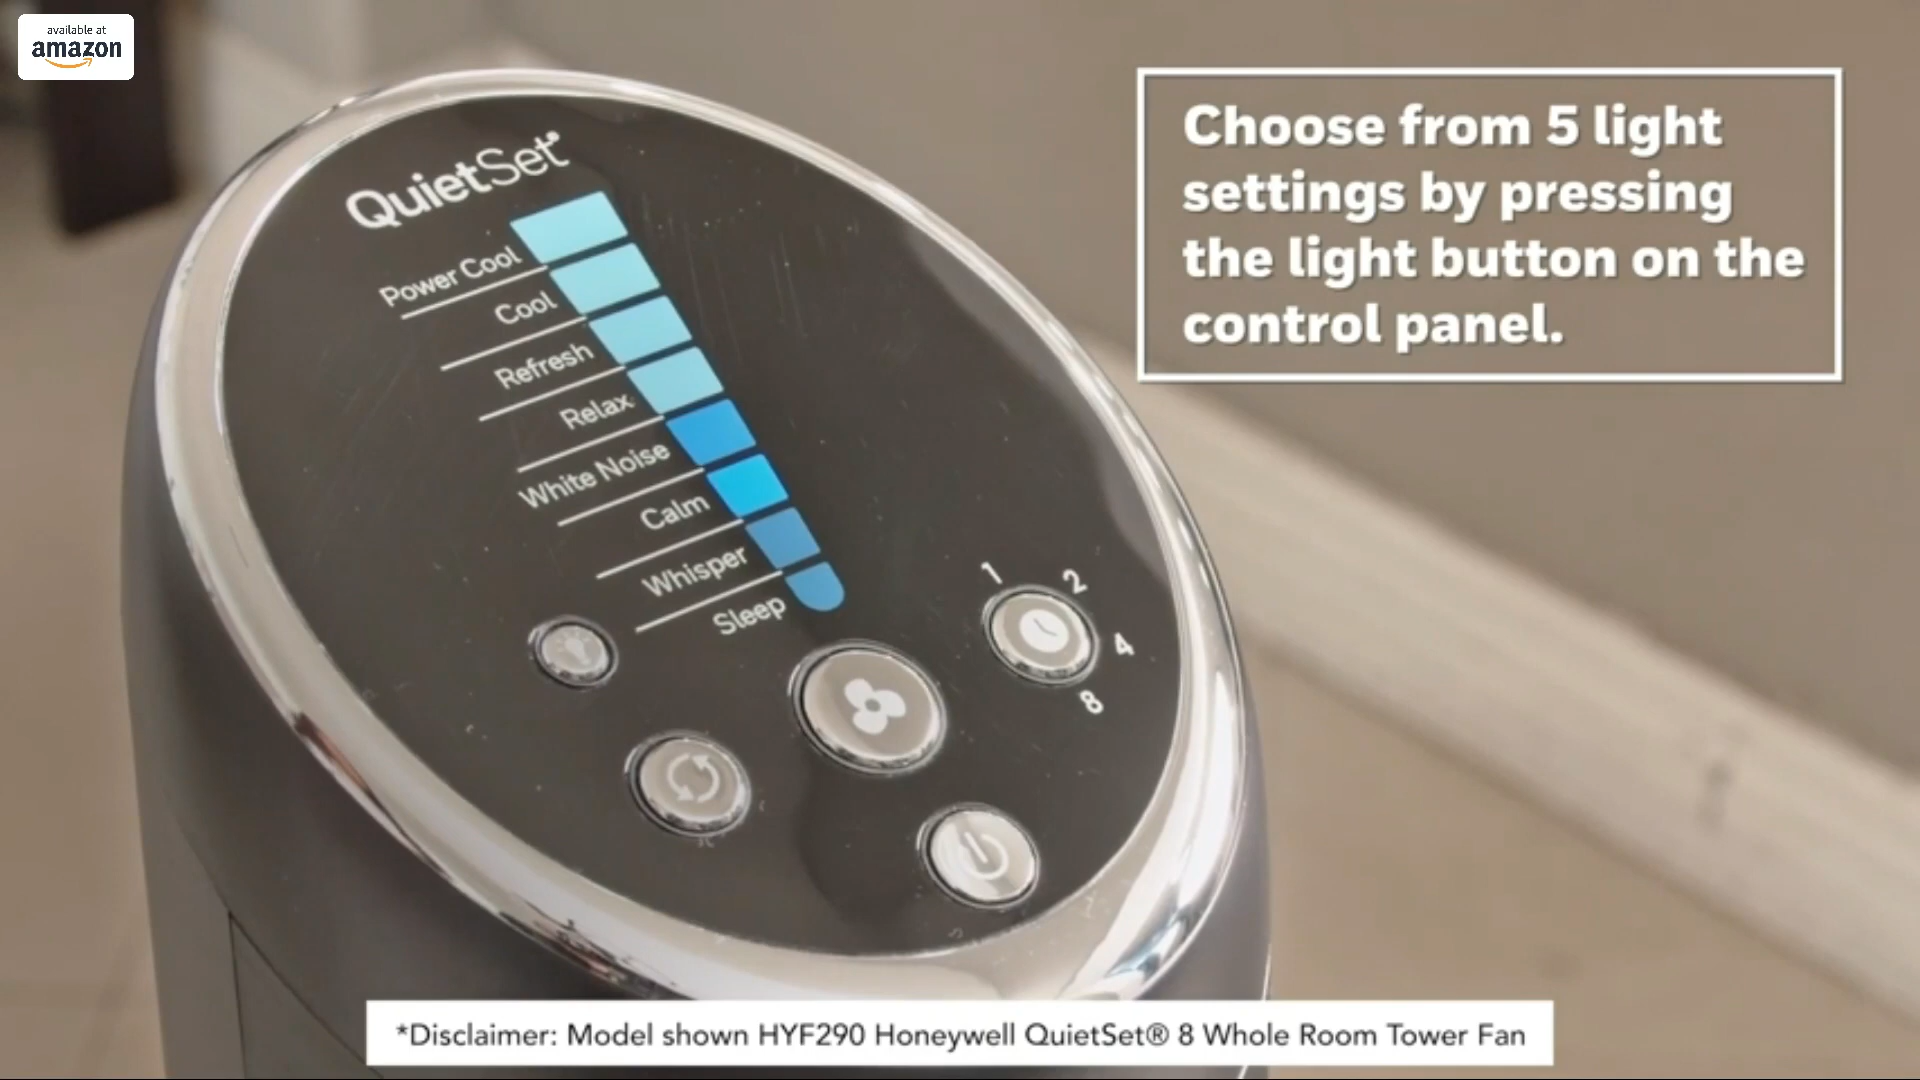 available at
amazon
Choose from 5 light
settings by pressing
the light button on the
control panel.
QuietSet®
Power Cool
Cool
Refresh
Relax
White Noise
Calm
Whisper
Sleep
1
2
4
8
*Disclaimer: Model shown HYF290 Honeywell QuietSet® 8 Whole Room Tower Fan